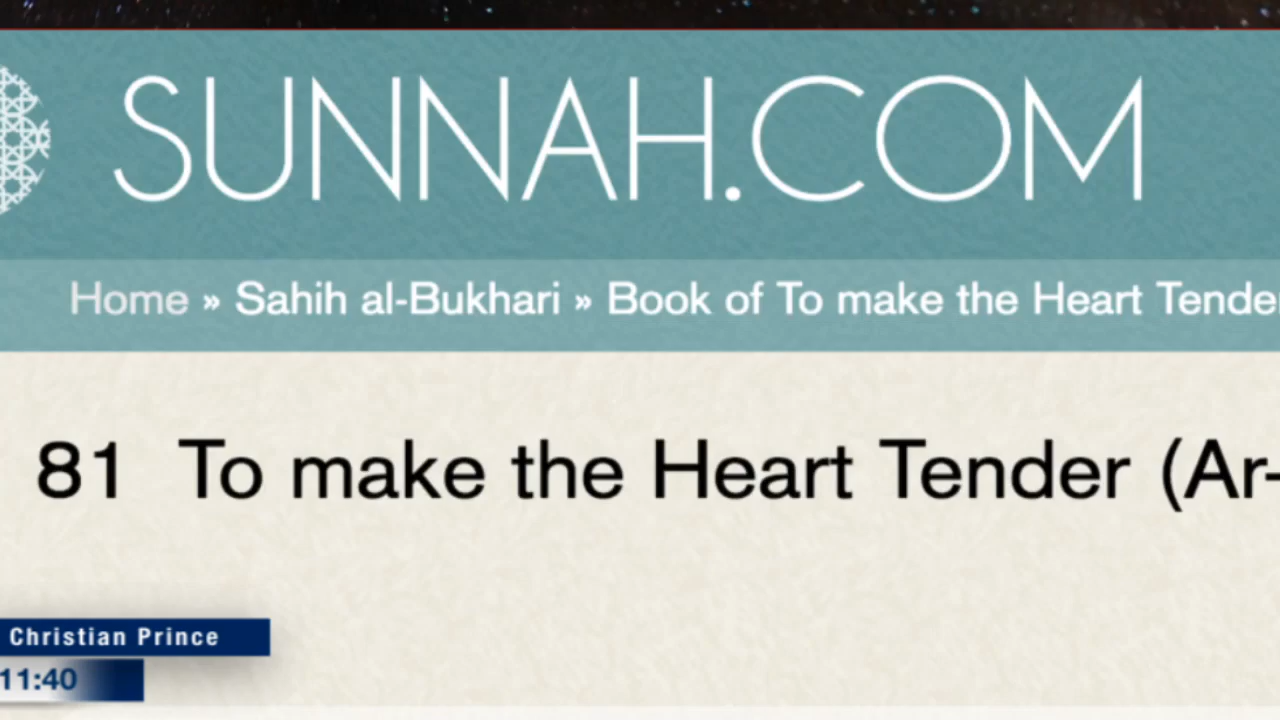 SUNNAH.COM
Home » Sahih al-Bukhari » Book of To make the Heart Tende
81 To make the Heart Tender (Ar-
Christian Prince
11:40